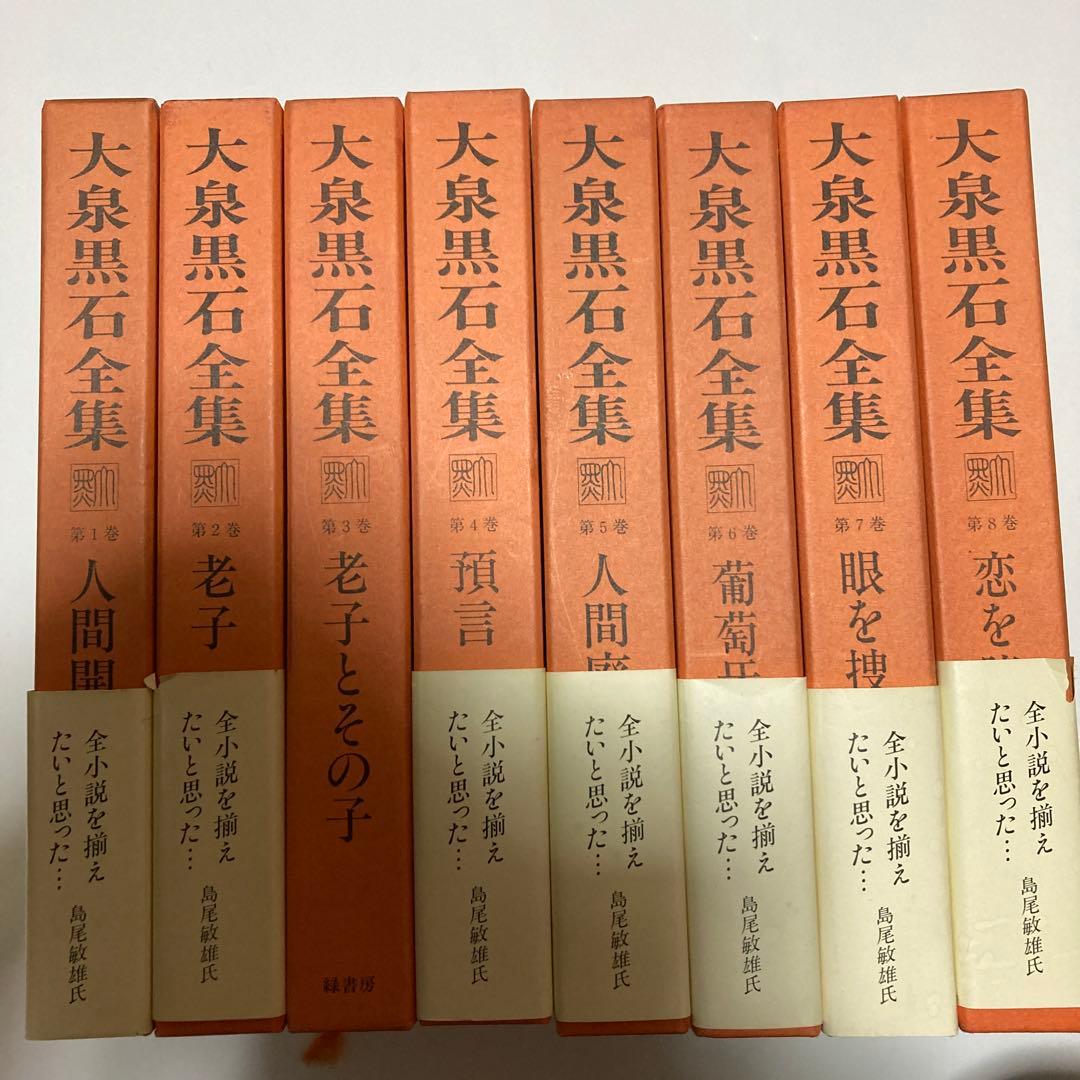 大泉黒石全集
第1巻
人間開
全小説を揃え
たいと思った…
島尾敏雄氏
大泉黒石全集
第2巻
老子
全小説を揃え
たいと思った…
島尾敏雄氏
大泉黒石全集
第3巻
老子とその子
緑書房
大泉黒石全集
第4巻
預言
全小説を揃え
たいと思った…
島尾敏雄氏
大泉黒石全集
第5巻
人間廃
全小説を揃え
たいと思った…
島尾敏雄氏
大泉黒石全集
第6巻
葡萄牙
全小説を揃え
たいと思った…
島尾敏雄氏
大泉黒石全集
第7巻
眼を捜
全小説を揃え
たいと思った…
島尾敏雄氏
大泉黒石全集
第8巻
恋を
全小説を揃え
たいと思った…
島尾敏雄氏